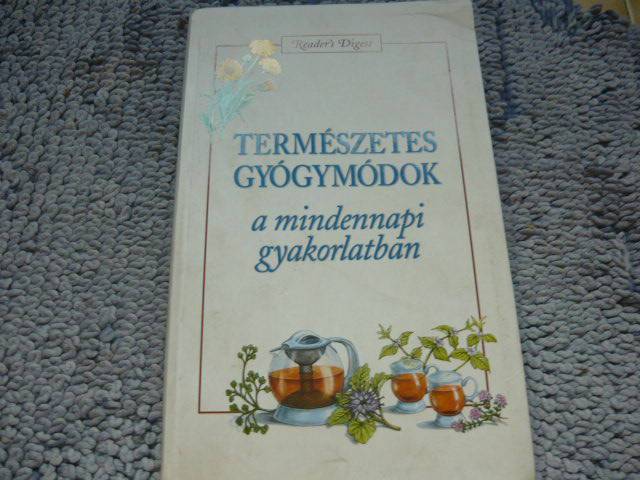 Reader's Digest
TERMÉSZETES
GYÓGYMÓDOK
a mindennapi
gyakorlatban